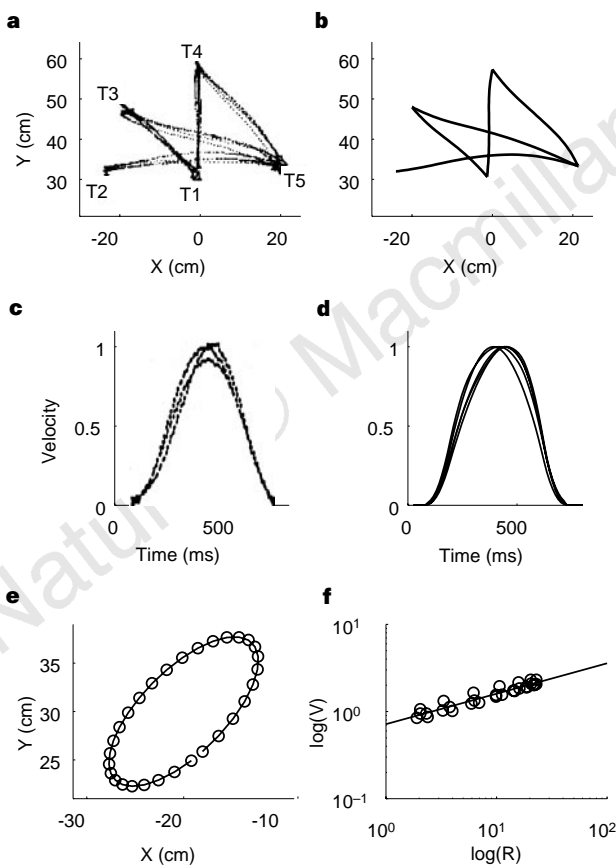 a
b
T4
T3
T5
T2
T1
60
50
40
30
Y (cm)
-20
0
20
X (cm)
60
50
40
30
-20
0
20
X (cm)
c
d
1
0.5
0
Velocity
0
500
Time (ms)
1
0.5
0
0
500
Time (ms)
e
f
35
30
25
Y (cm)
-30
-20
-10
X (cm)
10¹
10⁰
10⁻¹
log(V)
10⁰
10¹
10²
log(R)
Macmillan